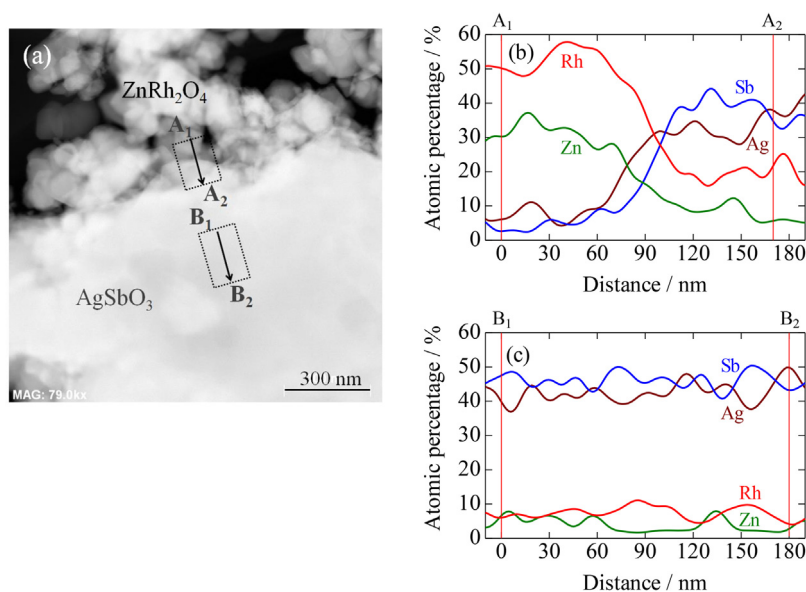 (a)
ZnRh₂O₄
A₁
A₂
B₁
B₂
AgSbO₃
300 nm
MAG: 79.0kx
(b)
A₁
A₂
Atomic percentage / %
60
50
40
30
20
10
0
Rh
Zn
Sb
Ag
0 30 60 90 120 150 180
Distance / nm
(c)
B₁
B₂
Atomic percentage / %
60
50
40
30
20
10
0
Sb
Ag
Rh
Zn
0 30 60 90 120 150 180
Distance / nm